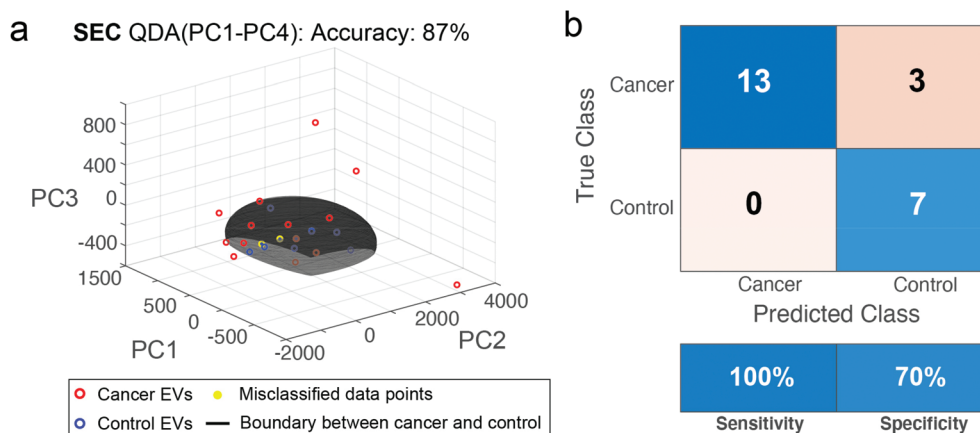 a
SEC QDA(PC1-PC4): Accuracy: 87%
PC3
800
400
0
-400
1500
500
0
-500
-2000
PC1
0
2000
4000
PC2
Cancer EVs
Misclassified data points
Control EVs
Boundary between cancer and control
b
True Class
Cancer
13
3
Control
0
7
Cancer
Control
Predicted Class
100%
70%
Sensitivity
Specificity